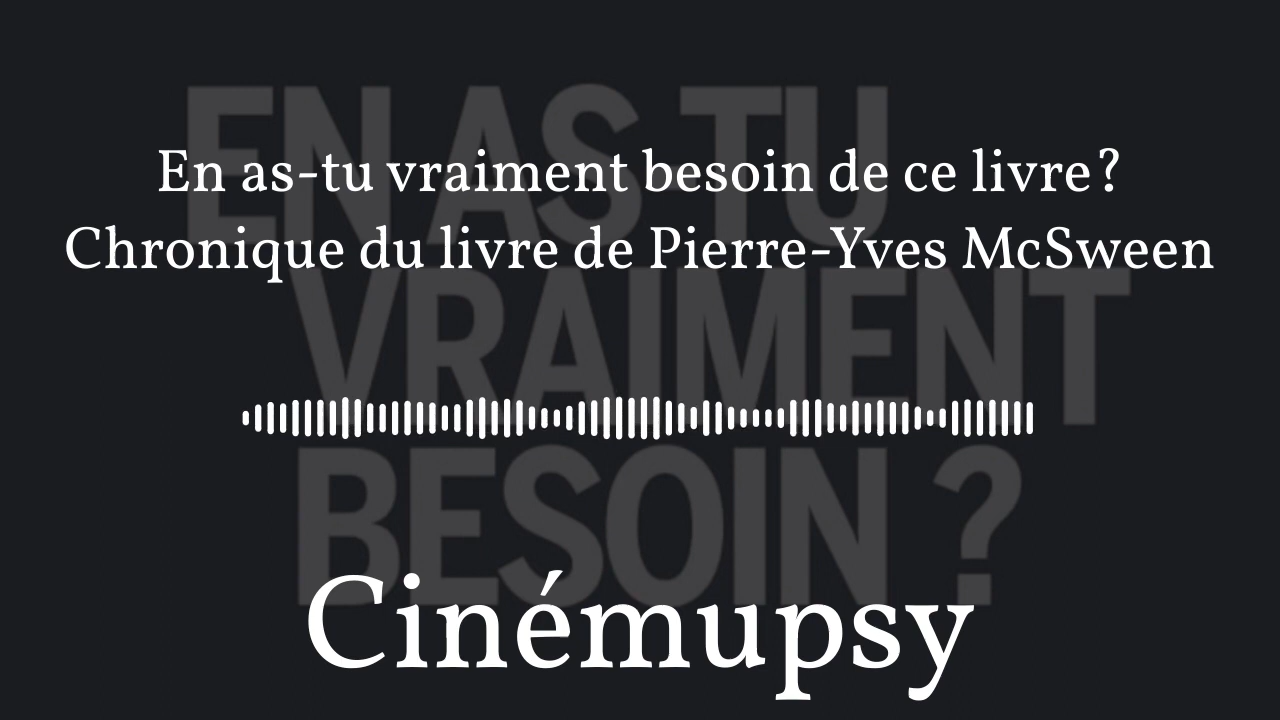 EN AS-TU
En as-tu vraiment besoin de ce livre?
Chronique du livre de Pierre-Yves McSween
VRAIMENT
BESOIN ?
Cinémupsy